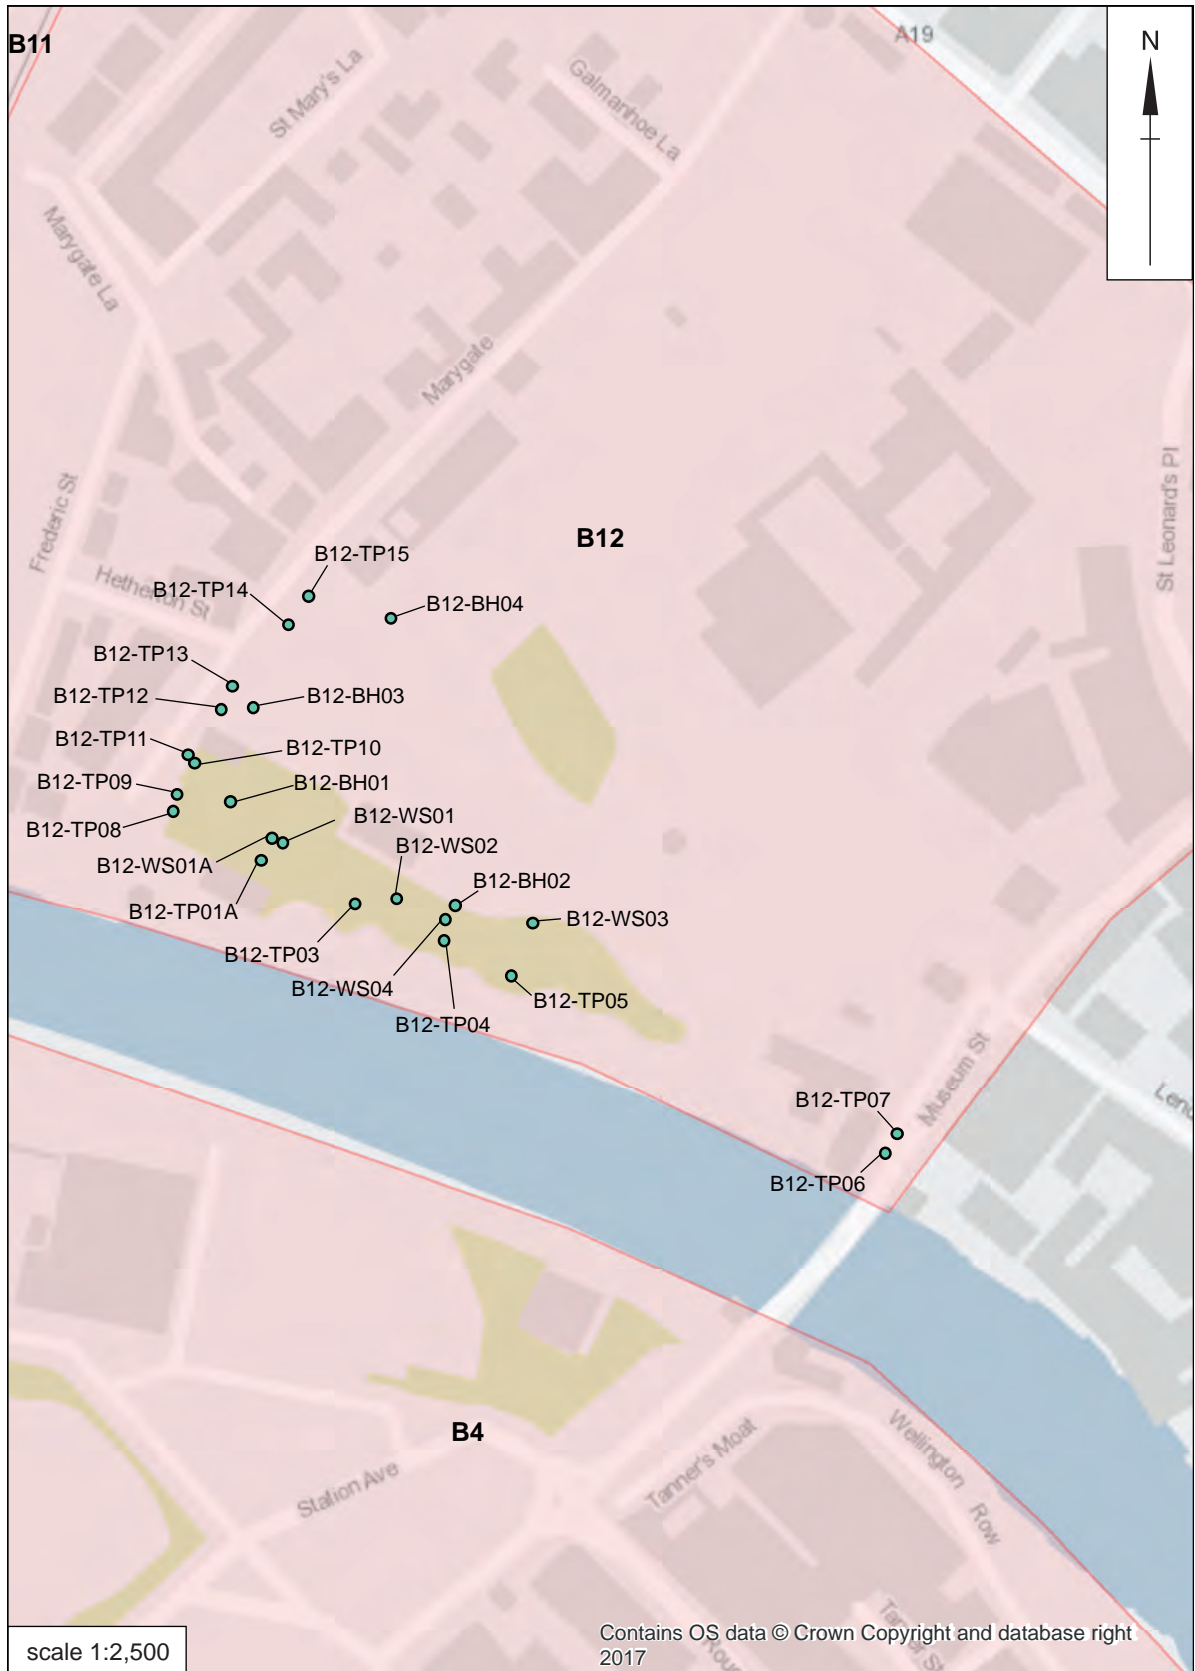 B11
A19
N
St Mary's La
Galmanhoe La
Marygate La
Marygate
St Leonard's Pl
Frederic St
B12
B12-TP15
Hetherton St
B12-TP14
B12-BH04
B12-TP13
B12-TP12
B12-BH03
B12-TP11
B12-TP10
B12-TP09
B12-BH01
B12-TP08
B12-WS01
B12-WS02
B12-WS01A
B12-BH02
B12-TP01A
B12-WS03
B12-TP03
B12-WS04
B12-TP05
B12-TP04
Museum St
B12-TP07
Lend
B12-TP06
B4
Station Ave
Tanner's Moat
Wellington
Row
Tanner St
Roug
Contains OS data © Crown Copyright and database right
2017
scale 1:2,500